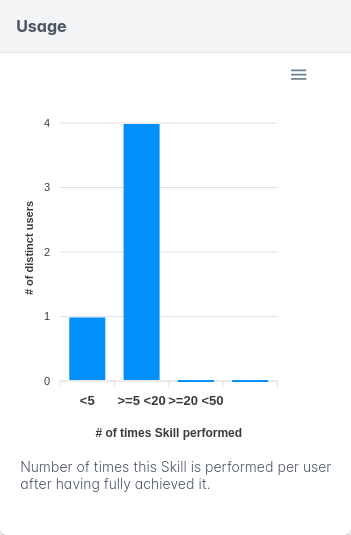 Usage
4
3
2
1
0
# of distinct users
<5 >=5 <20 >=20 <50
# of times Skill performed
Number of times this Skill is performed per user
after having fully achieved it.